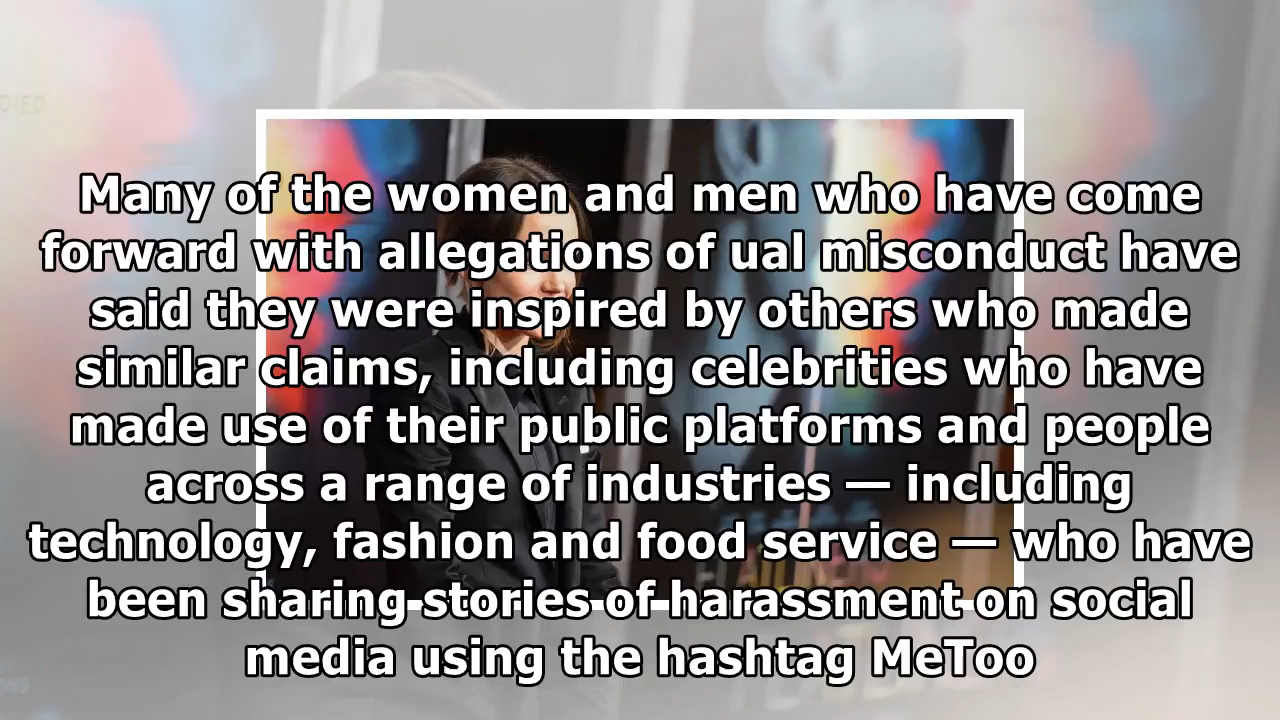 DIED
Many of the women and men who have come
forward with allegations of ual misconduct have
said they were inspired by others who made
similar claims, including celebrities who have
made use of their public platforms and people
across a range of industries — including
technology, fashion and food service — who have
been sharing stories of harassment on social
media using the hashtag MeToo